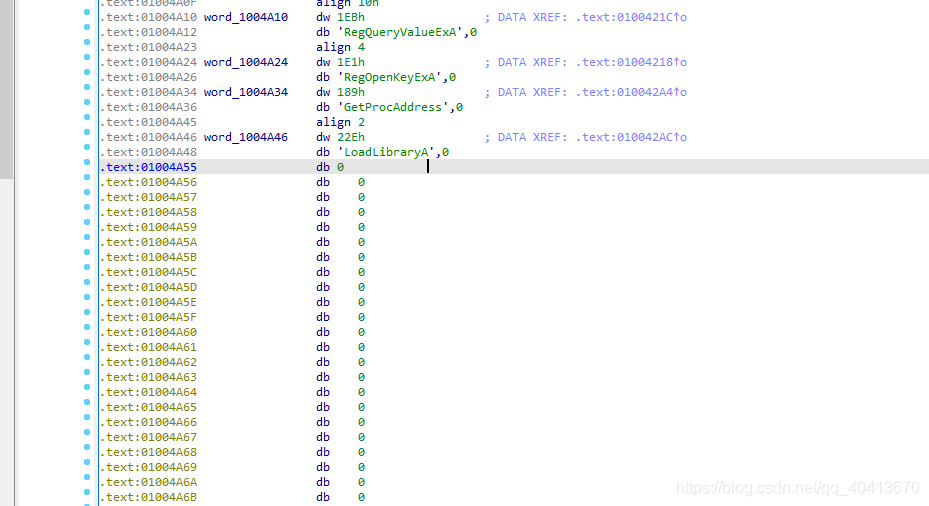 .text:01004A0F align 10h
.text:01004A10 word_1004A10 dw 1EBh ; DATA XREF: .text:0100421C↑o
.text:01004A12 db 'RegQueryValueExA',0
.text:01004A23 align 4
.text:01004A24 word_1004A24 dw 1E1h ; DATA XREF: .text:01004218↑o
.text:01004A26 db 'RegOpenKeyExA',0
.text:01004A34 word_1004A34 dw 189h ; DATA XREF: .text:010042A4↑o
.text:01004A36 db 'GetProcAddress',0
.text:01004A45 align 2
.text:01004A46 word_1004A46 dw 22Eh ; DATA XREF: .text:010042AC↑o
.text:01004A48 db 'LoadLibraryA',0
.text:01004A55 db 0
.text:01004A56 db 0
.text:01004A57 db 0
.text:01004A58 db 0
.text:01004A59 db 0
.text:01004A5A db 0
.text:01004A5B db 0
.text:01004A5C db 0
.text:01004A5D db 0
.text:01004A5E db 0
.text:01004A5F db 0
.text:01004A60 db 0
.text:01004A61 db 0
.text:01004A62 db 0
.text:01004A63 db 0
.text:01004A64 db 0
.text:01004A65 db 0
.text:01004A66 db 0
.text:01004A67 db 0
.text:01004A68 db 0
.text:01004A69 db 0
.text:01004A6A db 0
.text:01004A6B db 0
https://blog.csdn.net/qq_40413670